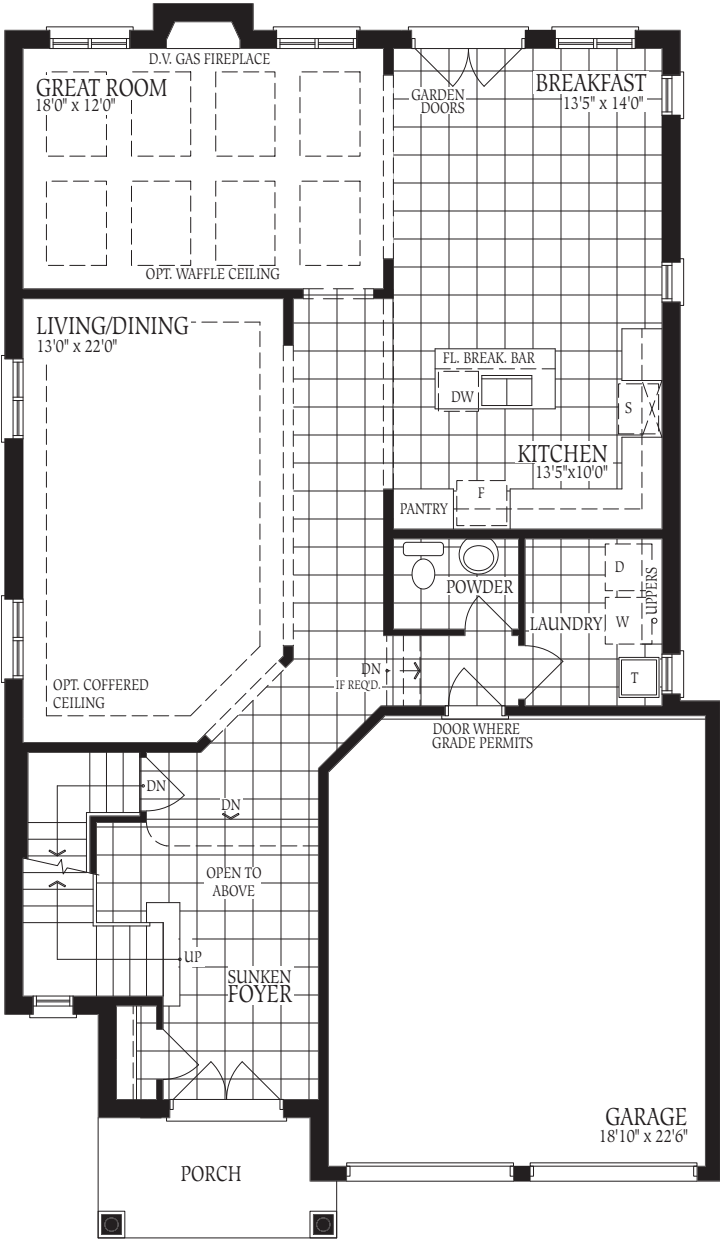 D.V. GAS FIREPLACE
GREAT ROOM
18'0" x 12'0"
BREAKFAST
13'5" x 14'0"
GARDEN
DOORS
OPT. WAFFLE CEILING
LIVING/DINING
13'0" x 22'0"
FL. BREAK. BAR
DW
S
KITCHEN
13'5"x10'0"
F
PANTRY
POWDER
D
UPPERS
W
LAUNDRY
T
DN
IF REQ'D.
OPT. COFFERED
CEILING
DOOR WHERE
GRADE PERMITS
DN
DN
OPEN TO
ABOVE
UP
SUNKEN
FOYER
GARAGE
18'10" x 22'6"
PORCH